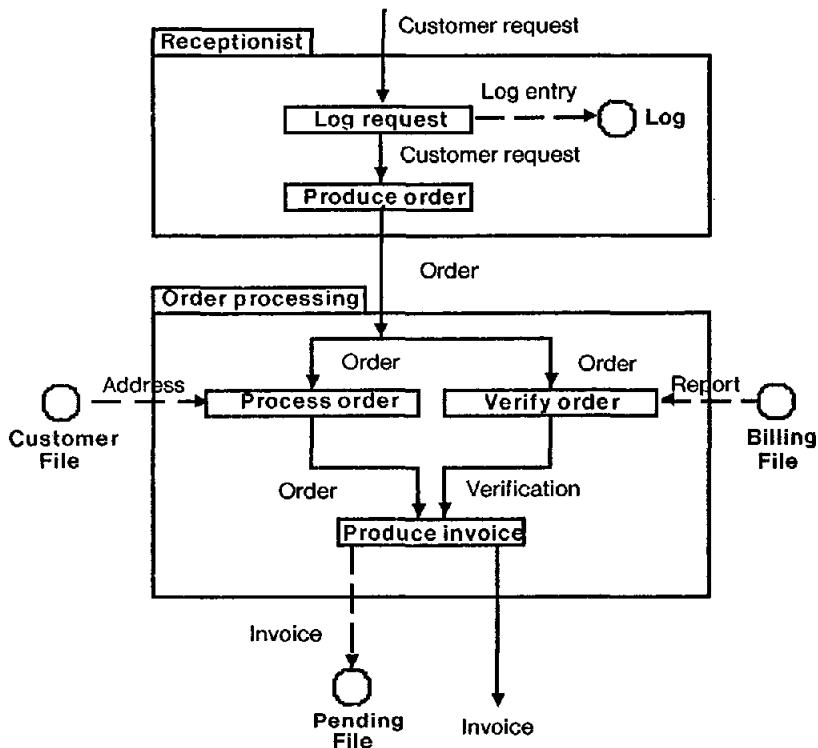 Customer request
Receptionist
Log entry
Log request
Log
Customer request
Produce order
Order
Order processing
Order
Order
Address
Report
Process order
Verify order
Customer
File
Billing
File
Order
Verification
Produce invoice
Invoice
Pending
File
Invoice